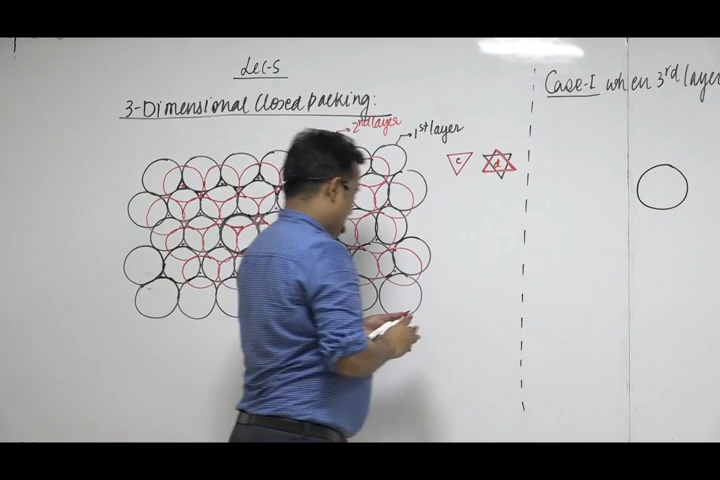 Lec-5
3-Dimensional Closed Packing:
2nd layer
1st layer
c
d
Case-I when 3rd layer